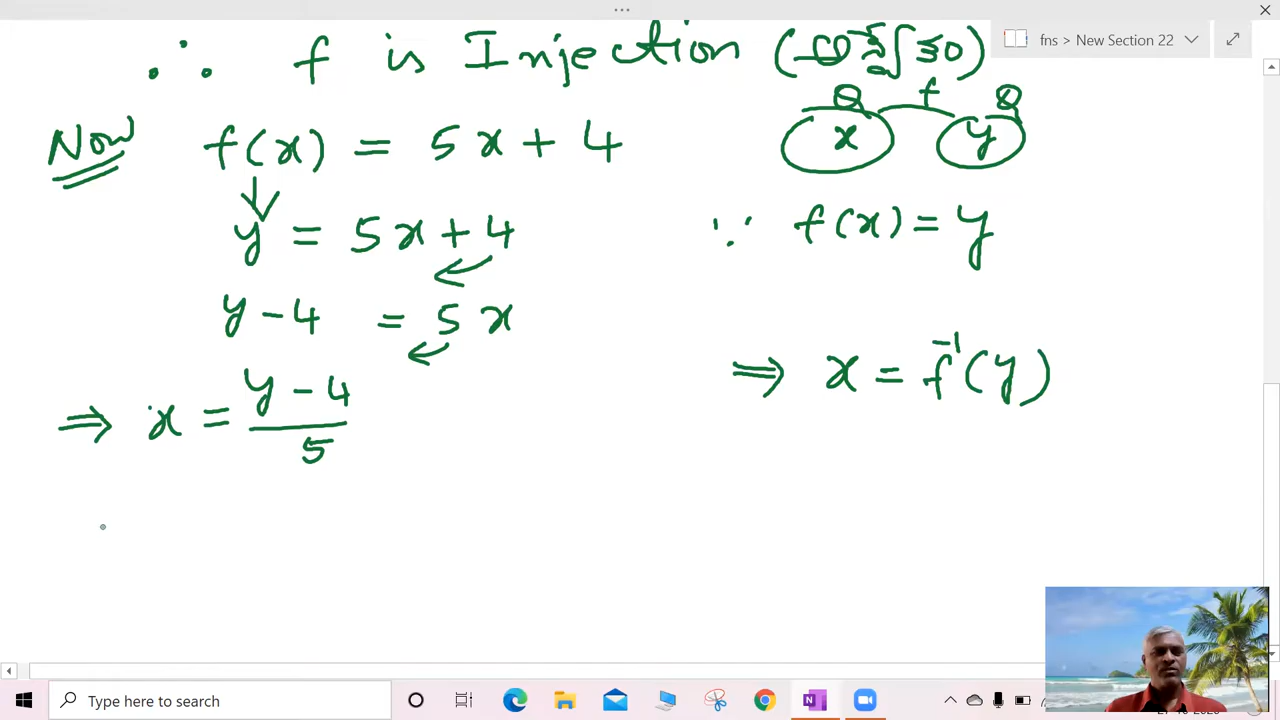 ∴ f is Injection (
fns > New Section 22
Q f Q
x y
Now f(x) = 5x + 4
y = 5x + 4
∵ f(x) = y
y - 4 = 5x
⇒ x = f⁻¹(y)
⇒ x = y - 4 / 5
Type here to search